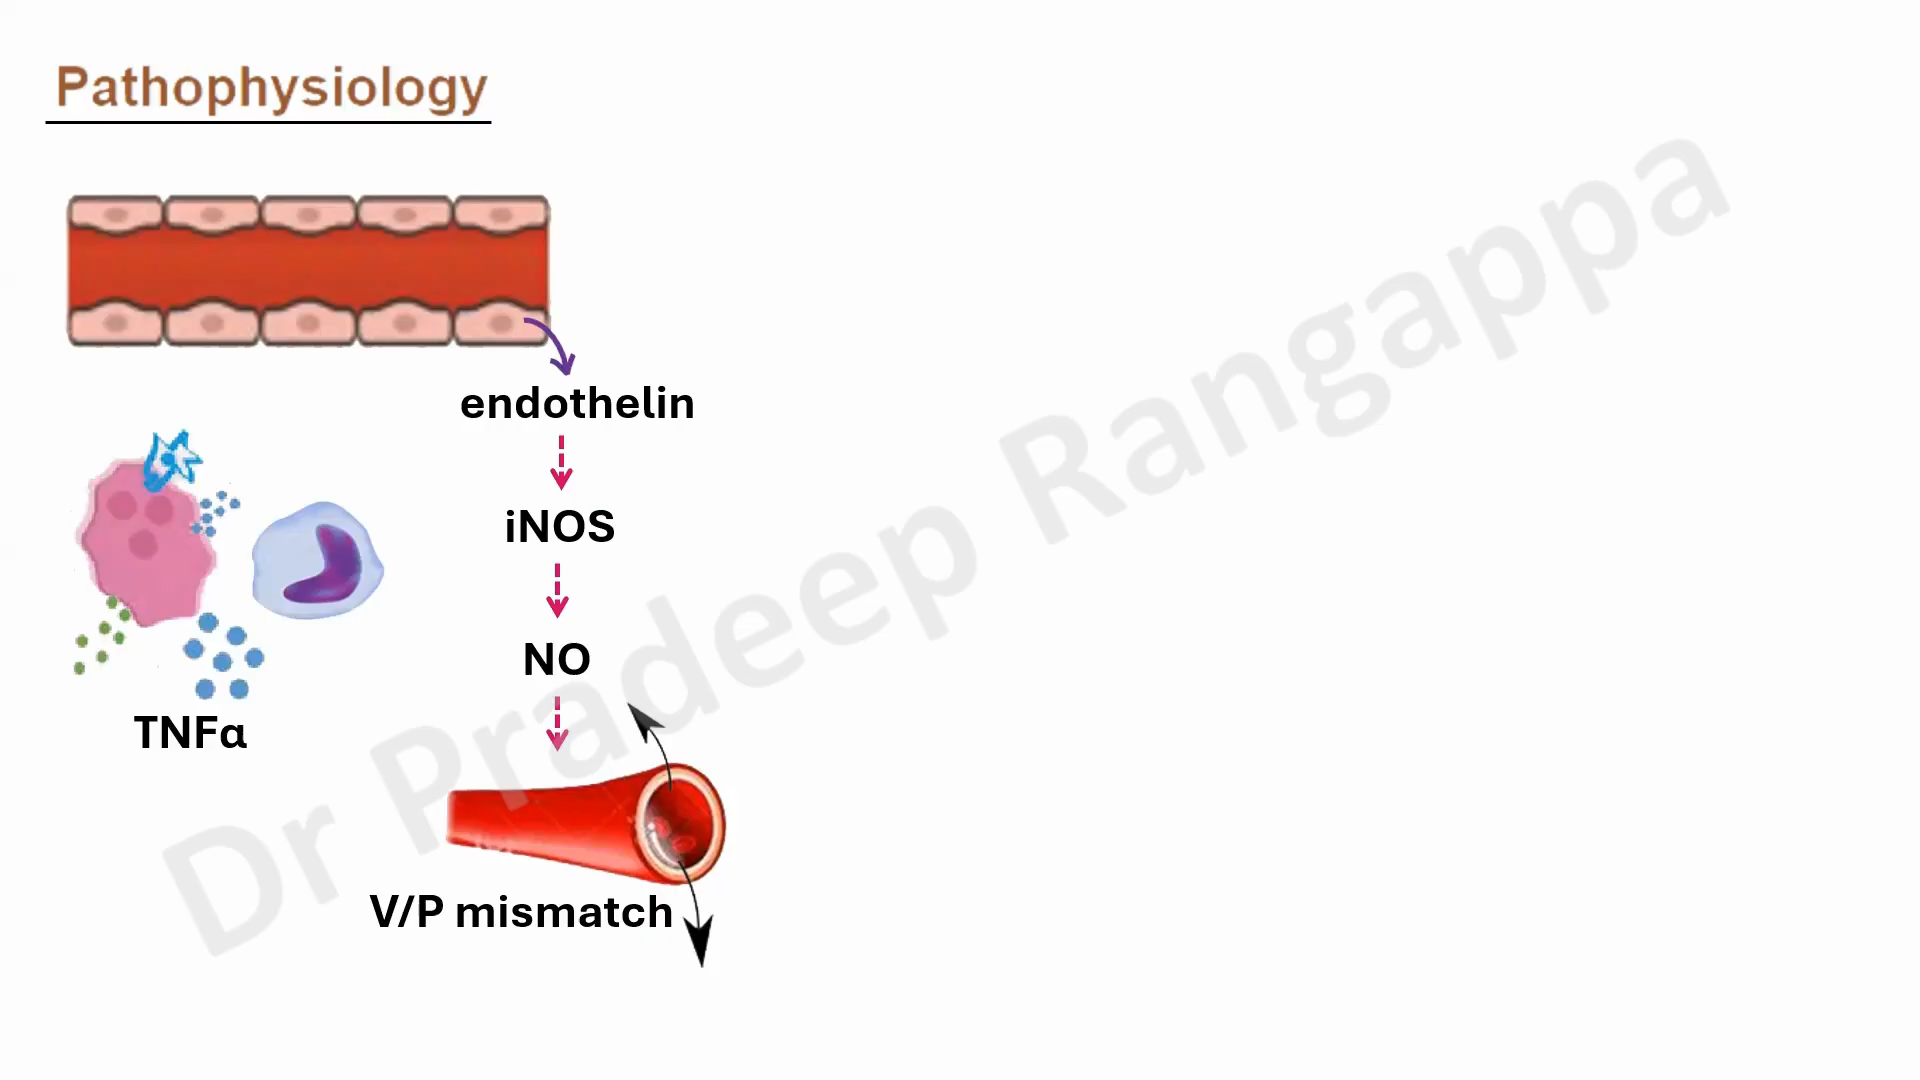 Pathophysiology
endothelin
iNOS
NO
TNFα
V/P mismatch
Dr Pradeep Rangappa